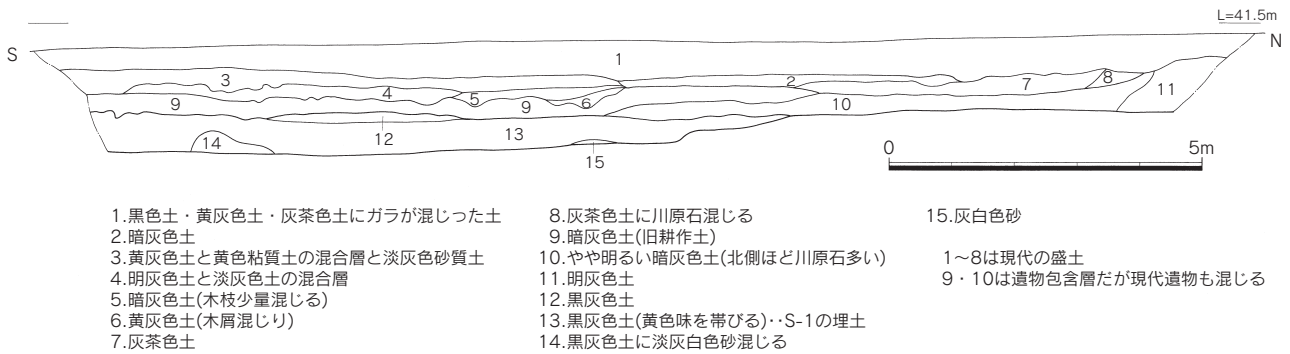 L=41.5m
S
N
1
2
3
4
5
6
7
8
9
9
10
11
12
13
14
15
0
5m
1.黒色土・黄灰色土・灰茶色土にガラが混じった土
2.暗灰色土
3.黄灰色土と黄色粘質土の混合層と淡灰色砂質土
4.明灰色土と淡灰色土の混合層
5.暗灰色土(木枝少量混じる)
6.黄灰色土(木屑混じり)
7.灰茶色土
8.灰茶色土に川原石混じる
9.暗灰色土(旧耕作土)
10.やや明るい暗灰色土(北側ほど川原石多い)
11.明灰色土
12.黒灰色土
13.黒灰色土(黄色味を帯びる)‥S-1の埋土
14.黒灰色土に淡灰白色砂混じる
15.灰白色砂
1~8は現代の盛土
9・10は遺物包含層だが現代遺物も混じる